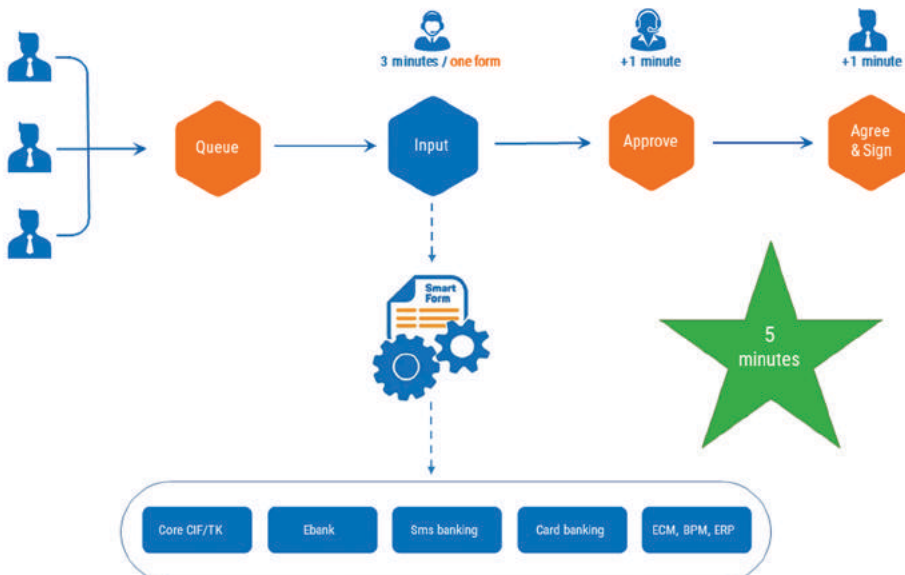 3 minutes / one form
+1 minute
+1 minute
Queue
Input
Approve
Agree
& Sign
Smart
Form
5
minutes
Core CIF/TK
Ebank
Sms banking
Card banking
ECM, BPM, ERP